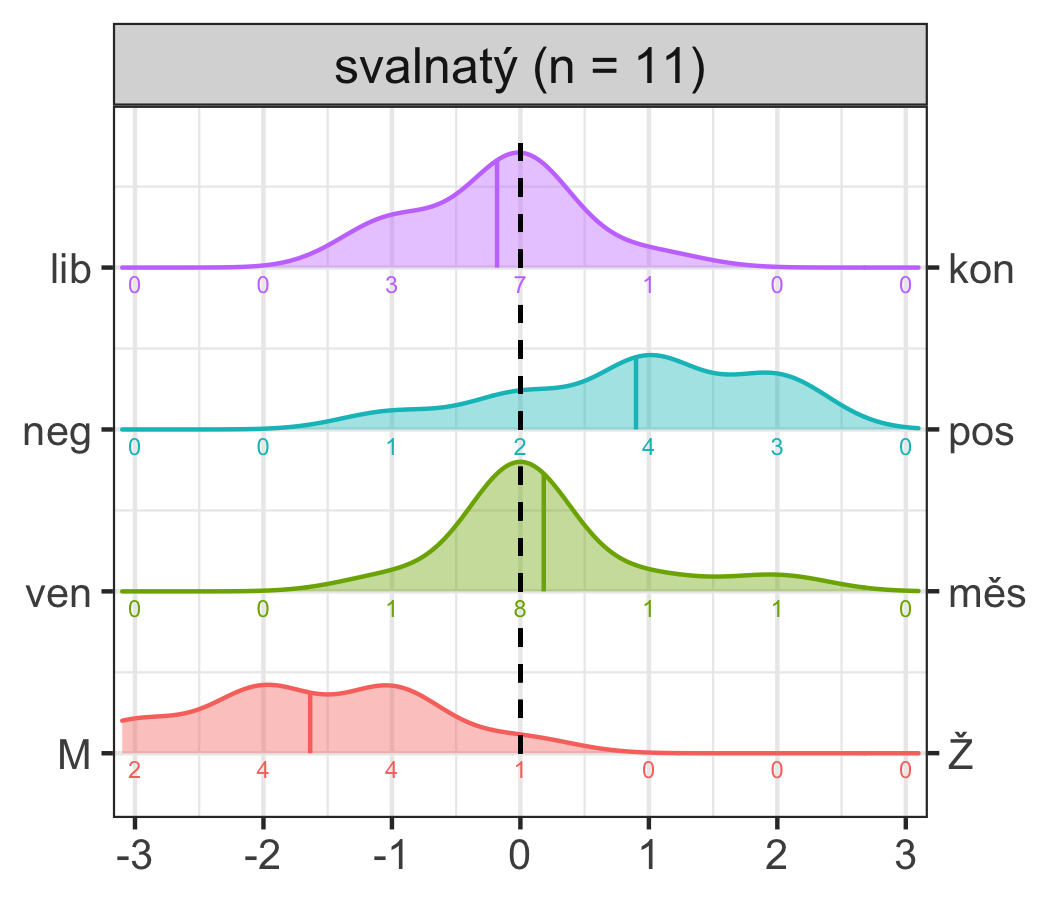 svalnatý (n = 11)
lib kon
0 0 3 7 1 0 0
neg pos
0 0 1 2 4 3 0
ven měs
0 0 1 8 1 1 0
M Ž
2 4 4 1 0 0 0
-3 -2 -1 0 1 2 3